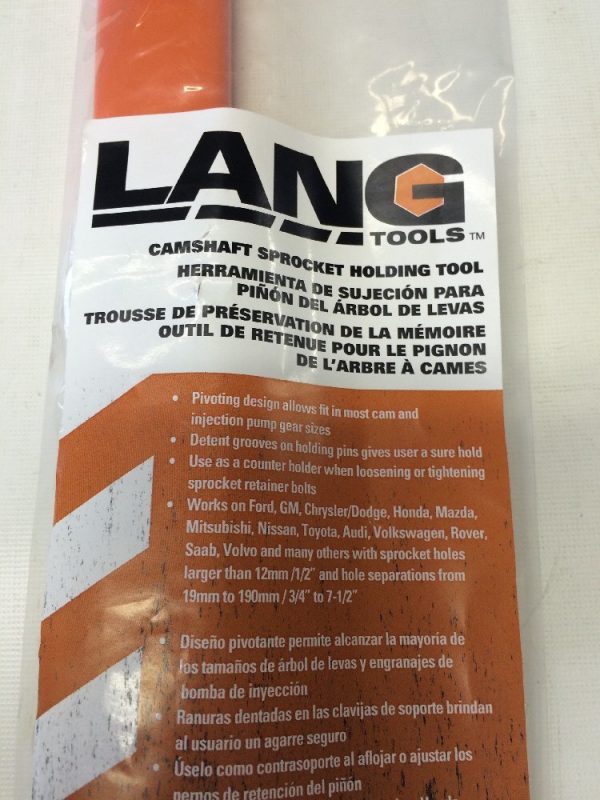 LANG
TOOLS™
CAMSHAFT SPROCKET HOLDING TOOL
HERRAMIENTA DE SUJECIÓN PARA
PIÑÓN DEL ÁRBOL DE LEVAS
TROUSSE DE PRÉSERVATION DE LA MÉMOIRE
OUTIL DE RETENUE POUR LE PIGNON
DE L'ARBRE À CAMES
• Pivoting design allows fit in most cam and
injection pump gear sizes
• Detent grooves on holding pins gives user a sure hold
• Use as a counter holder when loosening or tightening
sprocket retainer bolts
• Works on Ford, GM, Chrysler/Dodge, Honda, Mazda,
Mitsubishi, Nissan, Toyota, Audi, Volkswagen, Rover,
Saab, Volvo and many others with sprocket holes
larger than 12mm /1/2" and hole separations from
19mm to 190mm / 3/4" to 7-1/2"
• Diseño pivotante permite alcanzar la mayoría de
los tamaños de árbol de levas y engranajes de
bomba de inyección
• Ranuras dentadas en las clavijas de soporte brindan
al usuario un agarre seguro
• Úselo como contrasoporte al aflojar o ajustar los
pernos de retención del piñón